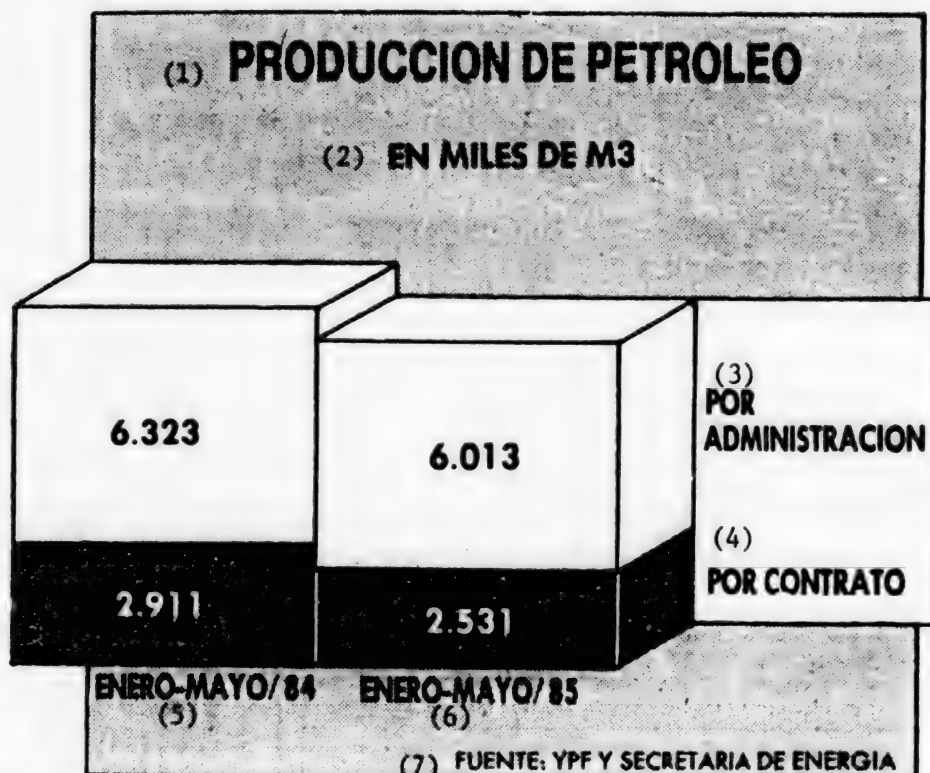 (1) PRODUCCION DE PETROLEO
(2) EN MILES DE M3
6.323
6.013
(3)
POR
ADMINISTRACION
2.911
2.531
(4)
POR CONTRATO
ENERO-MAYO/84 ENERO-MAYO/85
(5) (6)
(7) FUENTE: YPF Y SECRETARIA DE ENERGIA